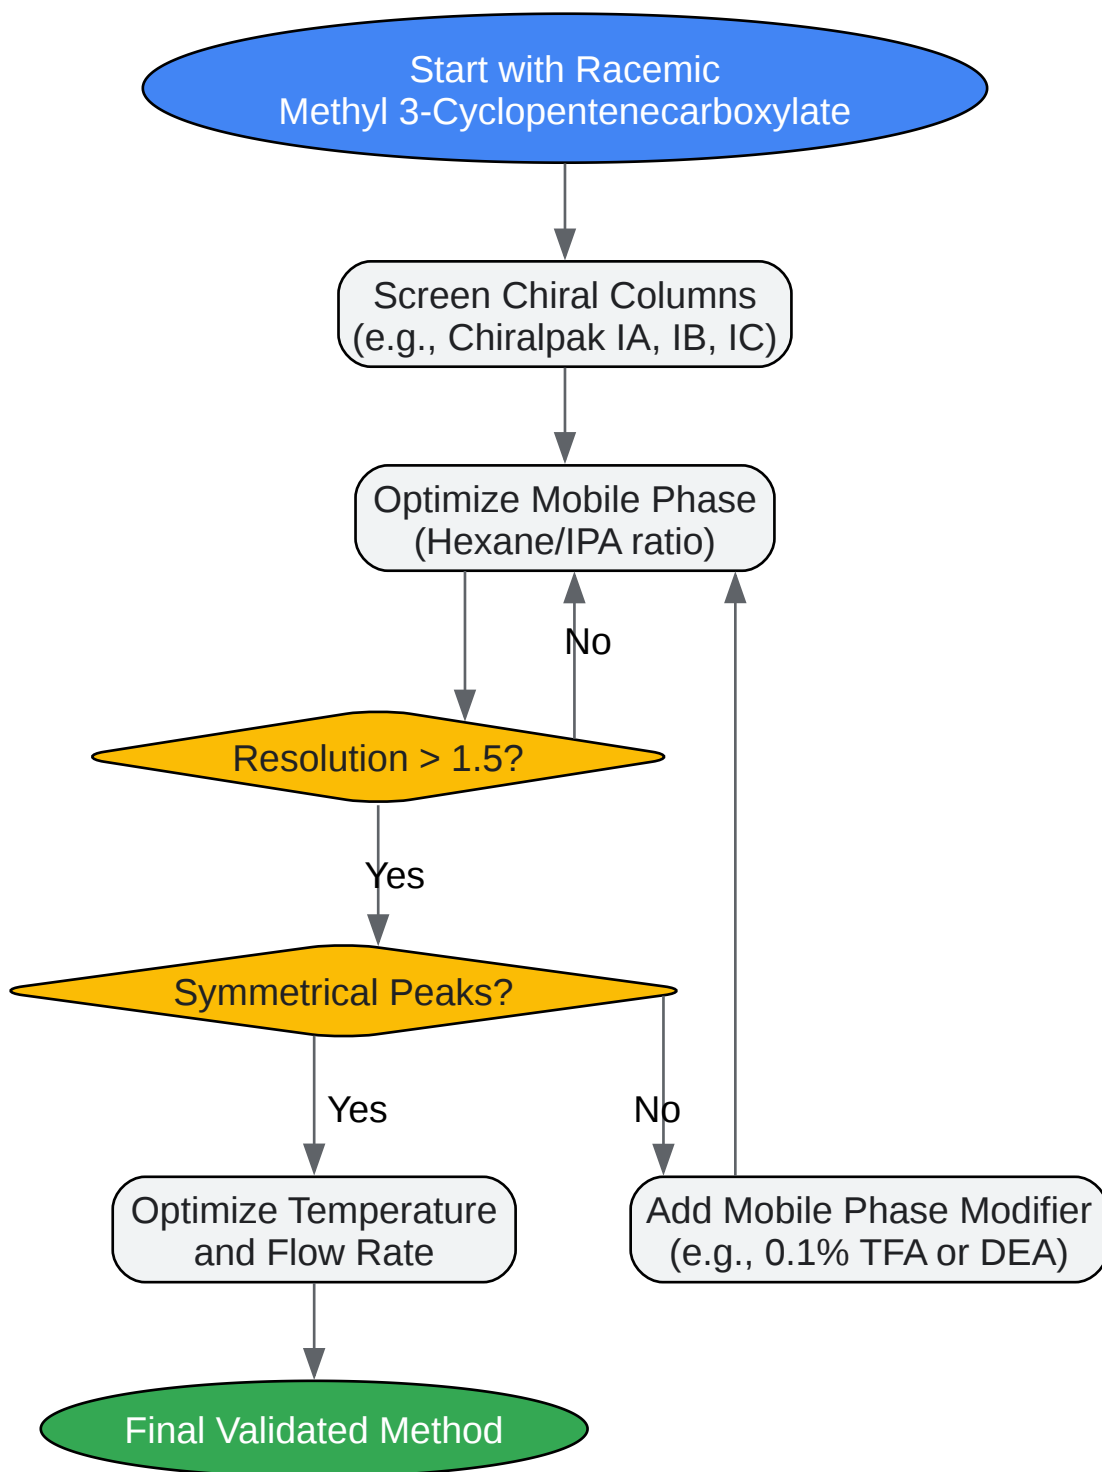 Start with Racemic
Methyl 3-Cyclopentenecarboxylate
Screen Chiral Columns
(e.g., Chiralpak IA, IB, IC)
Optimize Mobile Phase
(Hexane/IPA ratio)
No
Resolution > 1.5?
Yes
Symmetrical Peaks?
Yes
No
Optimize Temperature
and Flow Rate
Add Mobile Phase Modifier
(e.g., 0.1% TFA or DEA)
Final Validated Method